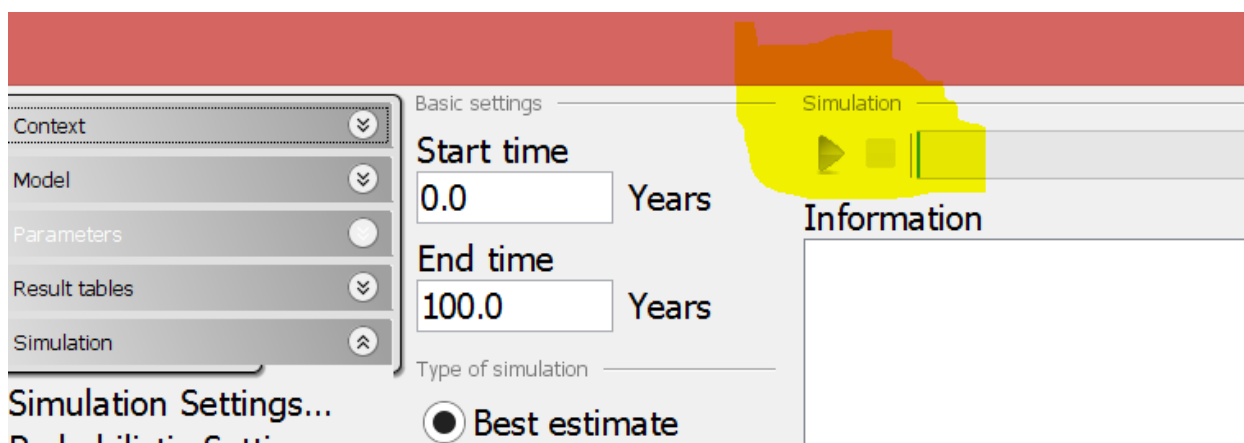 Context
Model
Parameters
Result tables
Simulation
Simulation Settings...
Basic settings
Start time
0.0 Years
End time
100.0 Years
Type of simulation
Best estimate
Simulation
Information